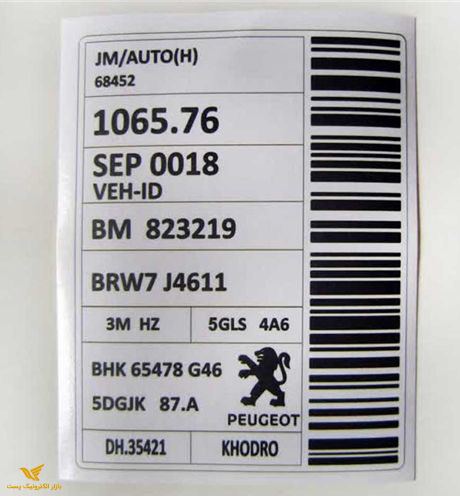 JM/AUTO(H)
68452
1065.76
SEP 0018
VEH-ID
BM 823219
BRW7 J4611
3M HZ 5GLS 4A6
BHK 65478 G46
5DGJK 87.A
PEUGEOT
DH.35421 KHODRO
بازار الکترونیک پست